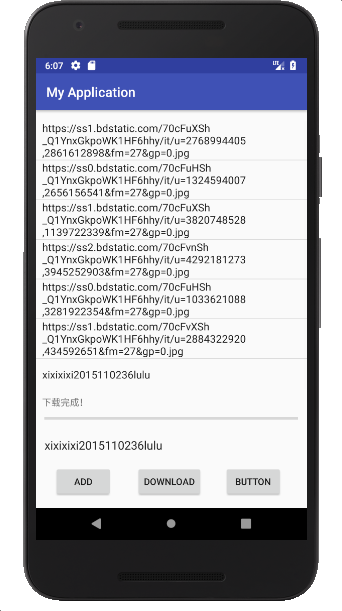 6:07
LTE
My Application
https://ss1.bdstatic.com/70cFuXSh
_Q1YnxGkpoWK1HF6hhy/it/u=2768994405
,2861612898&fm=27&gp=0.jpg
https://ss0.bdstatic.com/70cFuHSh
_Q1YnxGkpoWK1HF6hhy/it/u=1324594007
,2656156541&fm=27&gp=0.jpg
https://ss1.bdstatic.com/70cFuXSh
_Q1YnxGkpoWK1HF6hhy/it/u=3820748528
,1139722339&fm=27&gp=0.jpg
https://ss2.bdstatic.com/70cFvnSh
_Q1YnxGkpoWK1HF6hhy/it/u=4292181273
,3945252903&fm=27&gp=0.jpg
https://ss0.bdstatic.com/70cFuHSh
_Q1YnxGkpoWK1HF6hhy/it/u=1033621088
,3281922354&fm=27&gp=0.jpg
https://ss1.bdstatic.com/70cFvXSh
_Q1YnxGkpoWK1HF6hhy/it/u=2884322920
,434592651&fm=27&gp=0.jpg
xixixixi2015110236lulu
下载完成!
xixixixi2015110236lulu
ADD DOWNLOAD BUTTON